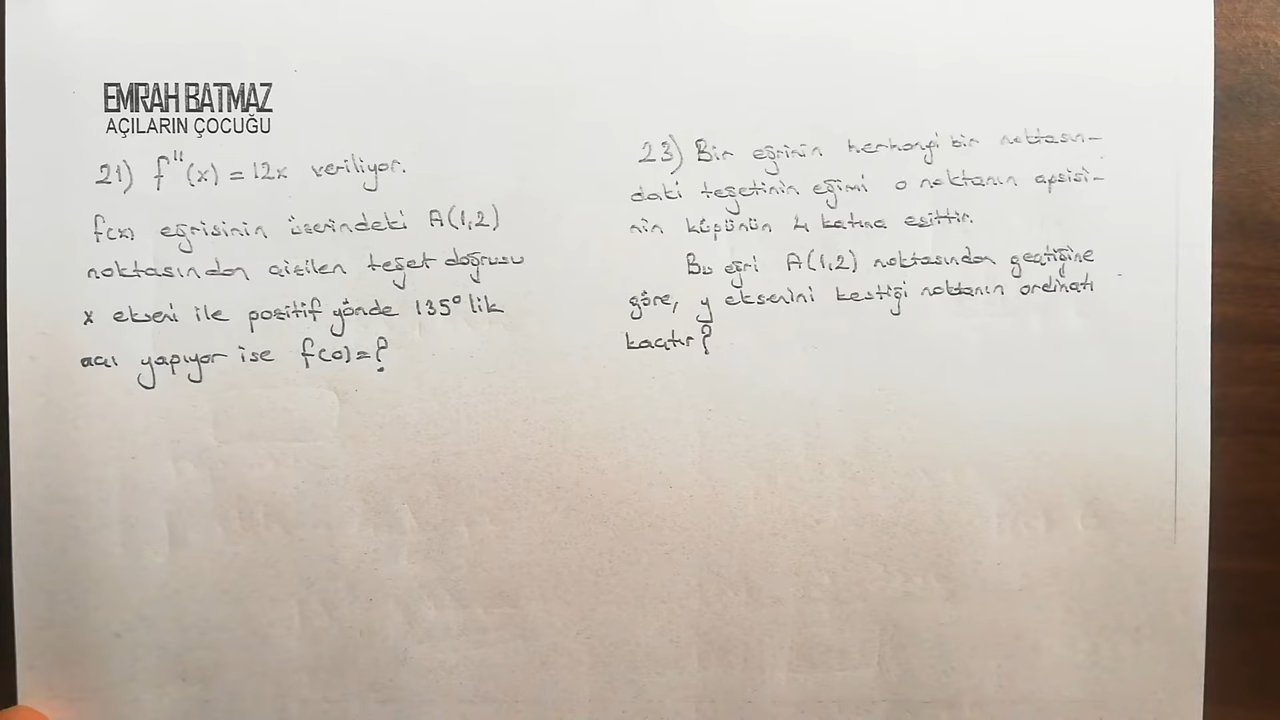 EMRAH BATMAZ
AÇILARIN ÇOCUĞU
21) f"(x) = 12x veriliyor.
f(x) eğrisinin üzerindeki A(1,2)
noktasından çizilen teğet doğrusu
x ekseni ile pozitif yönde 135° lik
açı yapıyor ise f(0)=?
23) Bir eğrinin herhangi bir noktasın-
daki teğetinin eğimi o noktanın apsisi-
nin küpünün 4 katına eşittir.
Bu eğri A(1,2) noktasından geçtiğine
göre, y eksenini kestiği noktanın ordinatı
kaçtır?